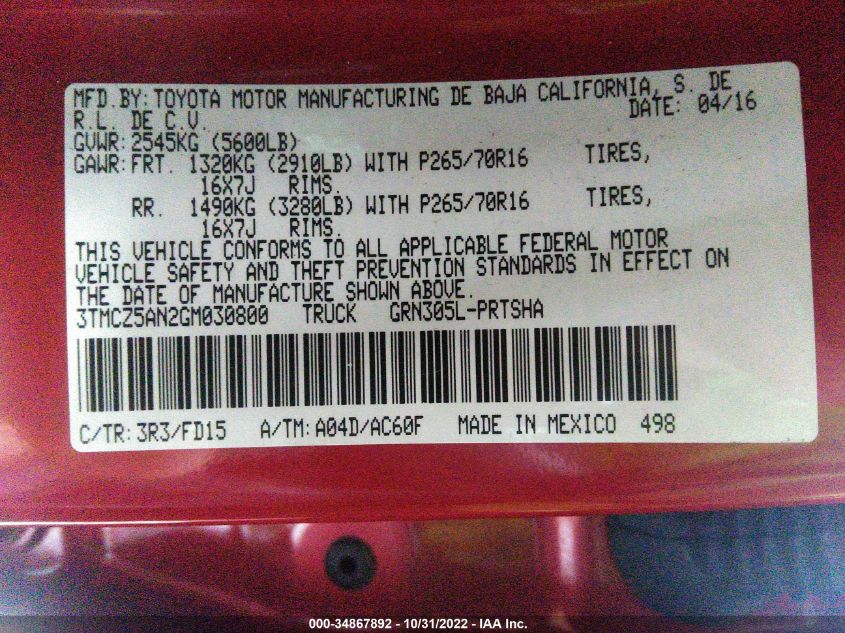 MFD.BY:TOYOTA MOTOR MANUFACTURING DE BAJA CALIFORNIA, S. DE
R.L. DE C.V. DATE: 04/16
GVWR:2545KG (5600LB)
GAWR:FRT. 1320KG (2910LB) WITH P265/70R16 TIRES,
16X7J RIMS.
RR. 1490KG (3280LB) WITH P265/70R16 TIRES,
16X7J RIMS.
THIS VEHICLE CONFORMS TO ALL APPLICABLE FEDERAL MOTOR
VEHICLE SAFETY AND THEFT PREVENTION STANDARDS IN EFFECT ON
THE DATE OF MANUFACTURE SHOWN ABOVE.
3TMCZ5AN2GM030800 TRUCK GRN305L-PRTSHA
C/TR:3R3/FD15 A/TM:A04D/AC60F MADE IN MEXICO 498
000-34867892 - 10/31/2022 - IAA Inc.